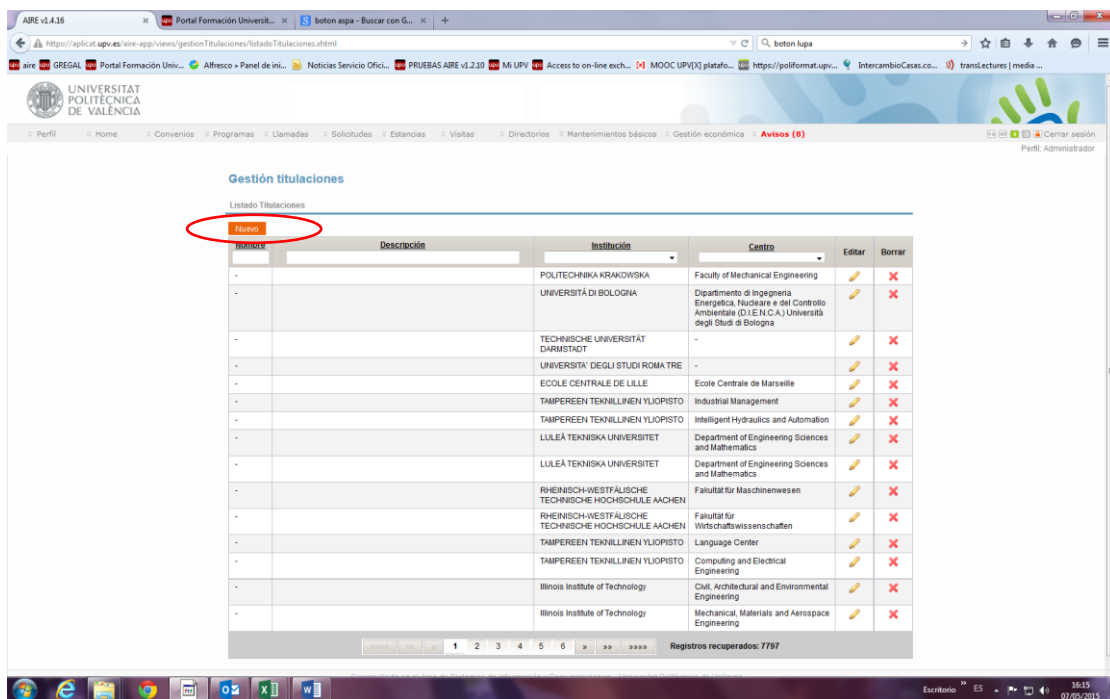 AIRE v1.4.16
Portal Formación Universit...
boton aspa - Buscar con G...
https://aplicat.upv.es/aire-app/views/gestionTitulaciones/listadoTitulaciones.xhtml
boton lupa
aire GREGAL Portal Formación Univ... Alfresco » Panel de ini... Noticias Servicio Ofici... PRUEBAS AIRE v1.2.10 Mi UPV Access to on-line exch... MOOC UPV[X] platafo... https://poliformat.upv... IntercambioCasas.co... transLectures | media ...
UNIVERSITAT
POLITÈCNICA
DE VALÈNCIA
Perfil Home Convenios Programas Llamadas Solicitudes Estancias Visitas Directorios Mantenimientos básicos Gestión económica Avisos (8) Cerrar sesión
Perfil: Administrador
Gestión titulaciones
Listado Titulaciones
Nuevo
Nombre Descripción Institución Centro Editar Borrar
- POLITECHNIKA KRAKOWSKA Faculty of Mechanical Engineering
- UNIVERSITÀ DI BOLOGNA Dipartimento di Ingegneria
Energetica, Nucleare e del Controllo
Ambientale (D.I.E.N.C.A.) Università
degli Studi di Bologna
- TECHNISCHE UNIVERSITÄT -
DARMSTADT
- UNIVERSITA' DEGLI STUDI ROMA TRE -
- ECOLE CENTRALE DE LILLE Ecole Centrale de Marseille
- TAMPEREEN TEKNILLINEN YLIOPISTO Industrial Management
- TAMPEREEN TEKNILLINEN YLIOPISTO Intelligent Hydraulics and Automation
- LULEÅ TEKNISKA UNIVERSITET Department of Engineering Sciences
and Mathematics
- LULEÅ TEKNISKA UNIVERSITET Department of Engineering Sciences
and Mathematics
- RHEINISCH-WESTFÄLISCHE Fakultät für Maschinenwesen
TECHNISCHE HOCHSCHULE AACHEN
- RHEINISCH-WESTFÄLISCHE Fakultät für
TECHNISCHE HOCHSCHULE AACHEN Wirtschaftswissenschaften
- TAMPEREEN TEKNILLINEN YLIOPISTO Language Center
- TAMPEREEN TEKNILLINEN YLIOPISTO Computing and Electrical
Engineering
- Illinois Institute of Technology Civil, Architectural and Environmental
Engineering
- Illinois Institute of Technology Mechanical, Materials and Aerospace
Engineering
«««« «« « 1 2 3 4 5 6 » »» »»»» Registros recuperados: 7797
Escritorio ES 16:15
07/05/2015